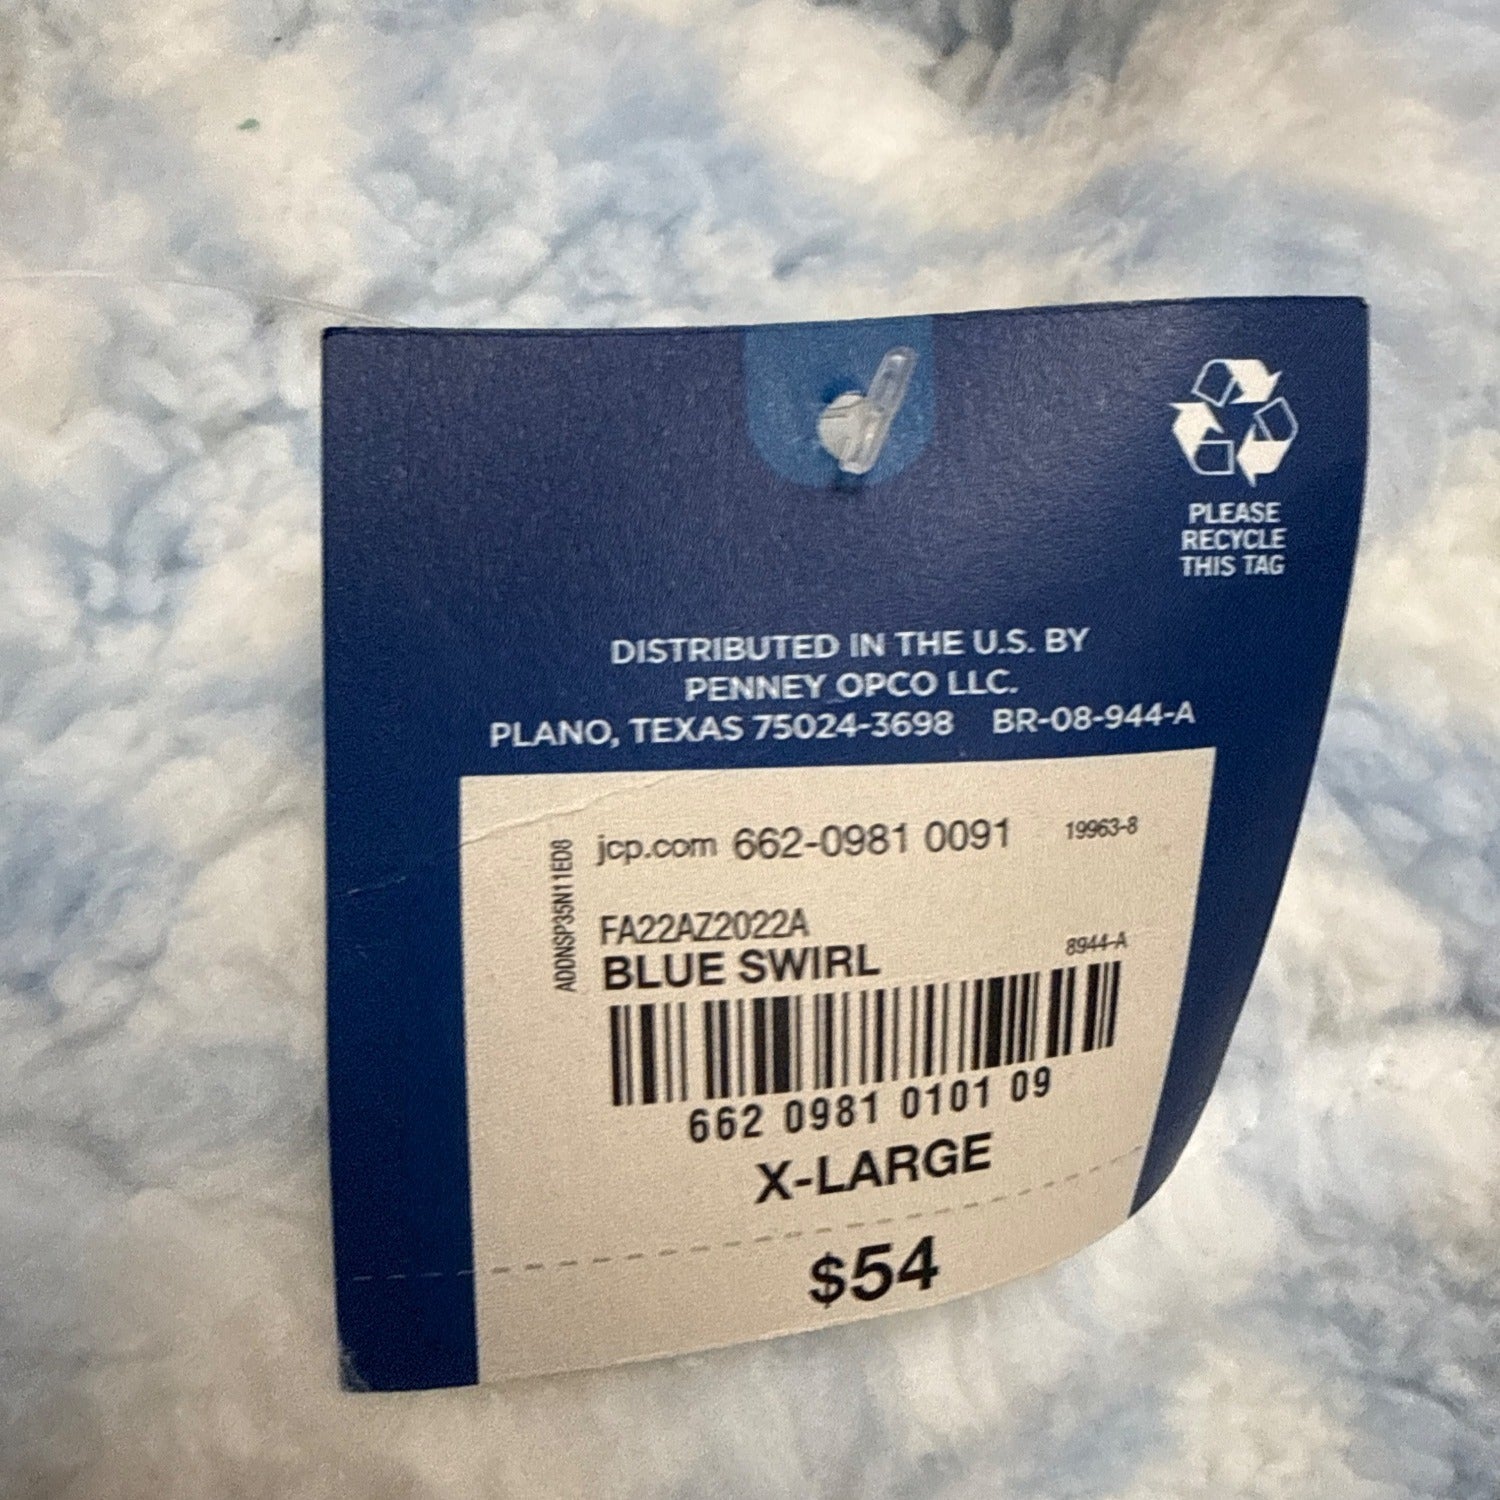 PLEASE
RECYCLE
THIS TAG
DISTRIBUTED IN THE U.S. BY
PENNEY OPCO LLC.
PLANO, TEXAS 75024-3698 BR-08-944-A
jcp.com 662-0981 0091 19963-8
ADDNSP35N11ED8
FA22AZ2022A
BLUE SWIRL 8944-A
662 0981 0101 09
X-LARGE
$54